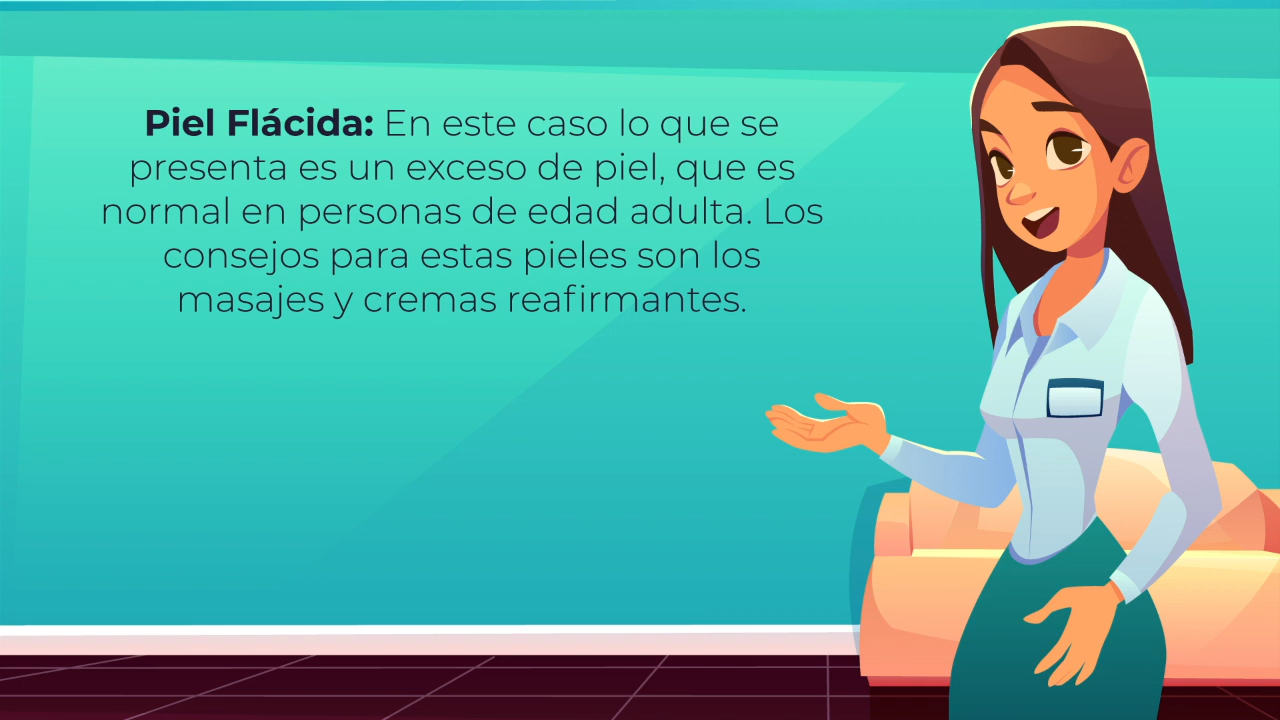 Piel Flácida: En este caso lo que se
presenta es un exceso de piel, que es
normal en personas de edad adulta. Los
consejos para estas pieles son los
masajes y cremas reafirmantes.